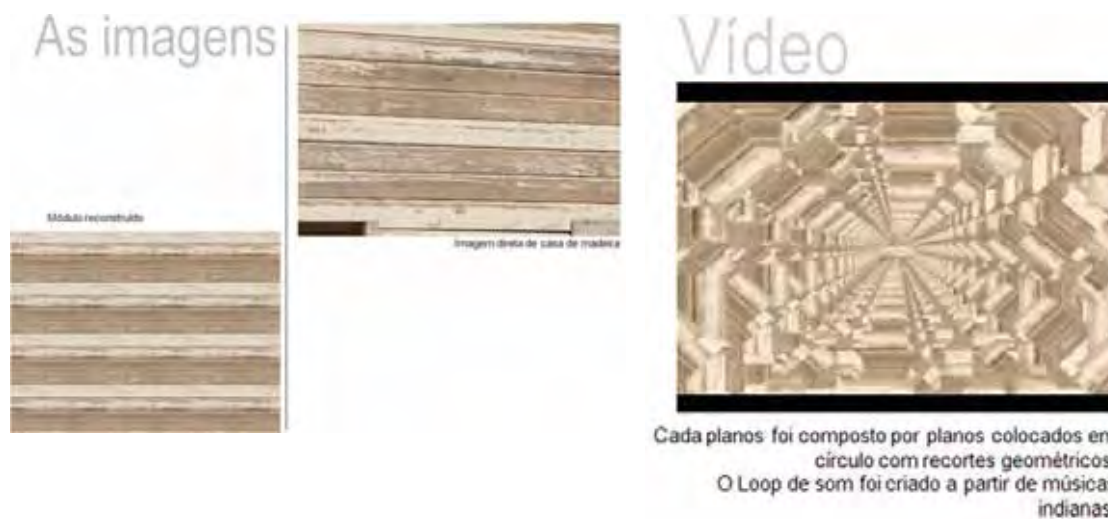 As imagens
Módulo reconstruído
Imagem direta de casa de madeira
Vídeo
Cada planos foi composto por planos colocados en
círculo com recortes geométricos
O Loop de som foi criado a partir de música
indianas